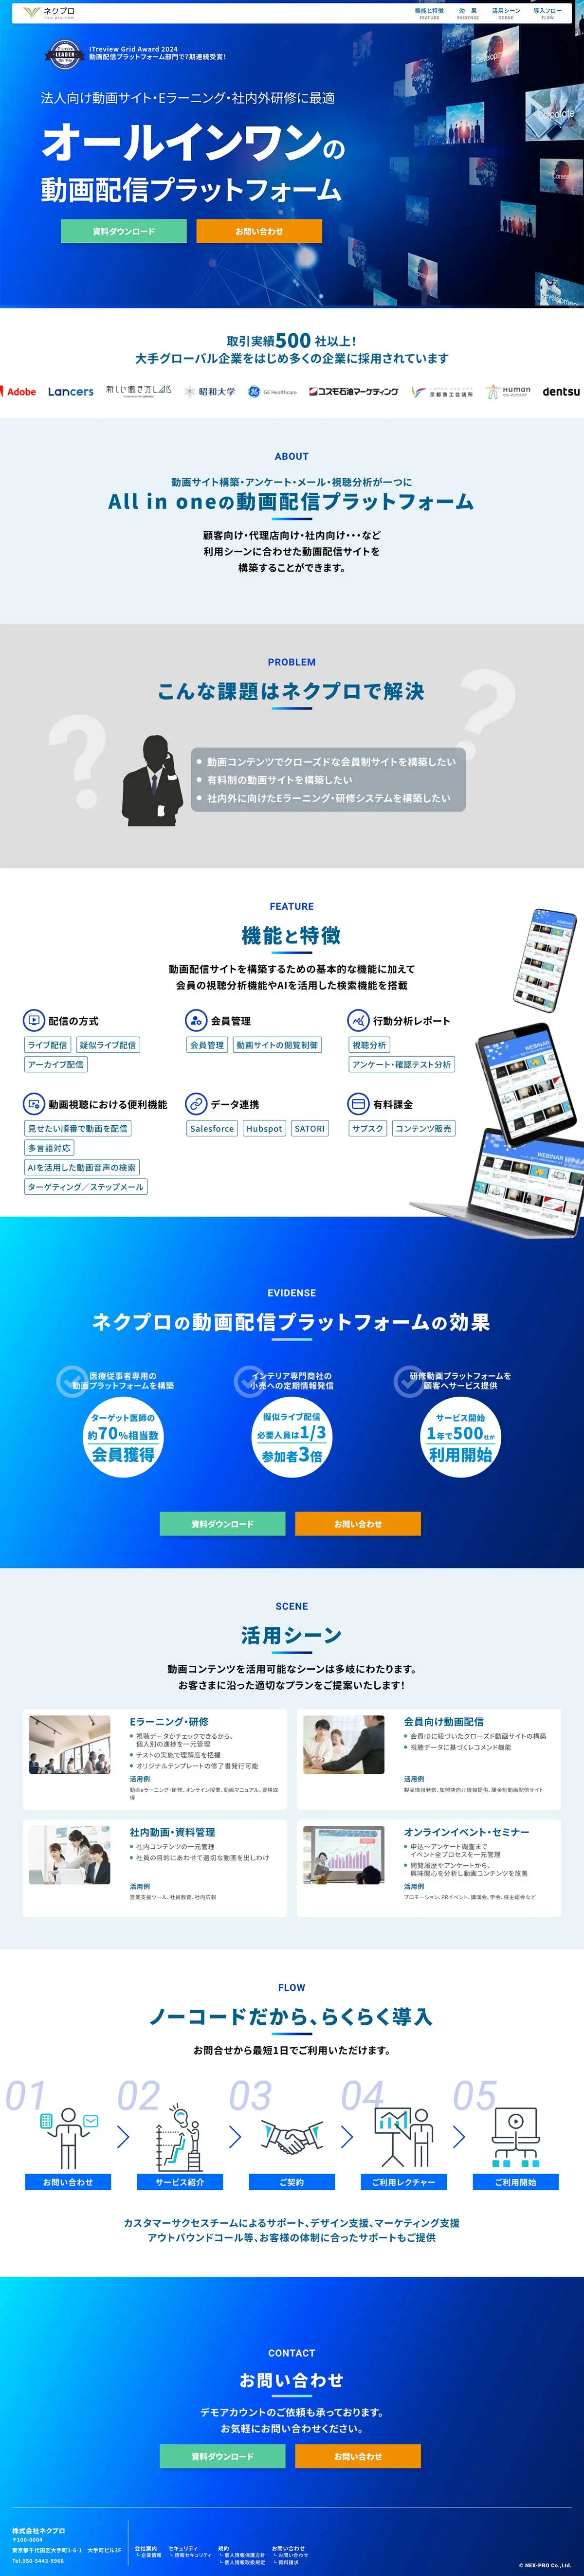 ネクプロ
nex-pro.com
機能と特徴
FEATURE
効 果
EVIDENSE
活用シーン
SCENE
導入フロー
FLOW
LEADER
ITreview Grid Award 2024
動画配信プラットフォーム部門で7期連続受賞!
法人向け動画サイト・Eラーニング・社内外研修に最適
オールインワンの
動画配信プラットフォーム
資料ダウンロード
お問い合わせ
Corporate
取引実績500 社以上!
大手グローバル企業をはじめ多くの企業に採用されています
Adobe
Lancers
新しい働き方LAB
昭和大学
GE Healthcare
コスモ石油マーケティング
京都商工会議所
Human
dentsu
ABOUT
動画サイト構築・アンケート・メール・視聴分析が一つに
All in oneの動画配信プラットフォーム
顧客向け・代理店向け・社内向け・・・など
利用シーンに合わせた動画配信サイトを
構築することができます。
PROBLEM
こんな課題はネクプロで解決
? ?
動画コンテンツでクローズドな会員制サイトを構築したい
有料制の動画サイトを構築したい
社内外に向けたEラーニング・研修システムを構築したい
FEATURE
機能と特徴
動画配信サイトを構築するための基本的な機能に加えて
会員の視聴分析機能やAIを活用した検索機能を搭載
配信の方式
ライブ配信
疑似ライブ配信
アーカイブ配信
会員管理
会員管理
動画サイトの閲覧制御
行動分析レポート
視聴分析
アンケート・確認テスト分析
動画視聴における便利機能
見せたい順番で動画を配信
多言語対応
AIを活用した動画音声の検索
ターゲティング／ステップメール
データ連携
Salesforce
Hubspot
SATORI
有料課金
サブスク
コンテンツ販売
WEBINAR
WEBINAR
EVIDENSE
ネクプロの動画配信プラットフォームの効果
医療従事者専用の
動画プラットフォームを構築
ターゲット医師の
約70%相当数
会員獲得
インテリア専門商社の
小売への定期情報発信
擬似ライブ配信
必要人員は1/3
参加者3倍
研修動画プラットフォームを
顧客へサービス提供
サービス開始
1年で500社が
利用開始
資料ダウンロード
お問い合わせ
SCENE
活用シーン
動画コンテンツを活用可能なシーンは多岐にわたります。
お客さまに沿った適切なプランをご提案いたします!
Eラーニング・研修
視聴データがチェックできるから、
個人別の進捗を一元管理
テストの実施で理解度を把握
オリジナルテンプレートの修了書発行可能
活用例
動画eラーニング・研修、オンライン授業、動画マニュアル、資格取
得
会員向け動画配信
会員IDに紐づいたクローズド動画サイトの構築
視聴データに基づくレコメンド機能
活用例
製品情報発信、加盟店向け情報提供、課金制動画配信サイト
社内動画・資料管理
社内コンテンツの一元管理
社員の目的にあわせて適切な動画を出しわけ
活用例
営業支援ツール、社員教育、社内広報
オンラインイベント・セミナー
申込〜アンケート調査まで
イベント全プロセスを一元管理
閲覧履歴やアンケートから、
興味関心を分析し動画コンテンツを改善
活用例
プロモーション、PRイベント、講演会、学会、株主総会など
FLOW
ノーコードだから、らくらく導入
お問合せから最短1日でご利用いただけます。
01
02
03
04
05
お問い合わせ
サービス紹介
ご契約
ご利用レクチャー
ご利用開始
カスタマーサクセスチームによるサポート、デザイン支援、マーケティング支援
アウトバウンドコール等、お客様の体制に合ったサポートもご提供
CONTACT
お問い合わせ
デモアカウントのご依頼も承っております。
お気軽にお問い合わせください。
資料ダウンロード
お問い合わせ
株式会社ネクプロ
〒100-0004
東京都千代田区大手町1-6-1 大手町ビル3F
Tel.050-5443-5968
会社案内
└ 企業情報
セキュリティ
└ 情報セキュリティ
規約
└ 個人情報保護方針
└ 個人情報取扱規定
お問い合わせ
└ お問い合わせ
└ 資料請求
© NEX-PRO Co.,Ltd.